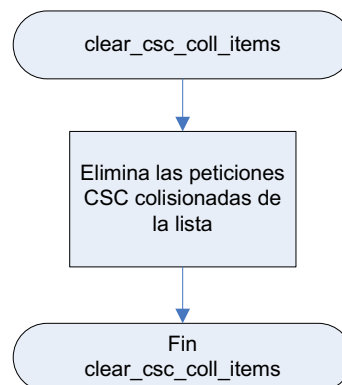 clear_csc_coll_items
Elimina las peticiones
CSC colisionadas de
la lista
Fin
clear_csc_coll_items